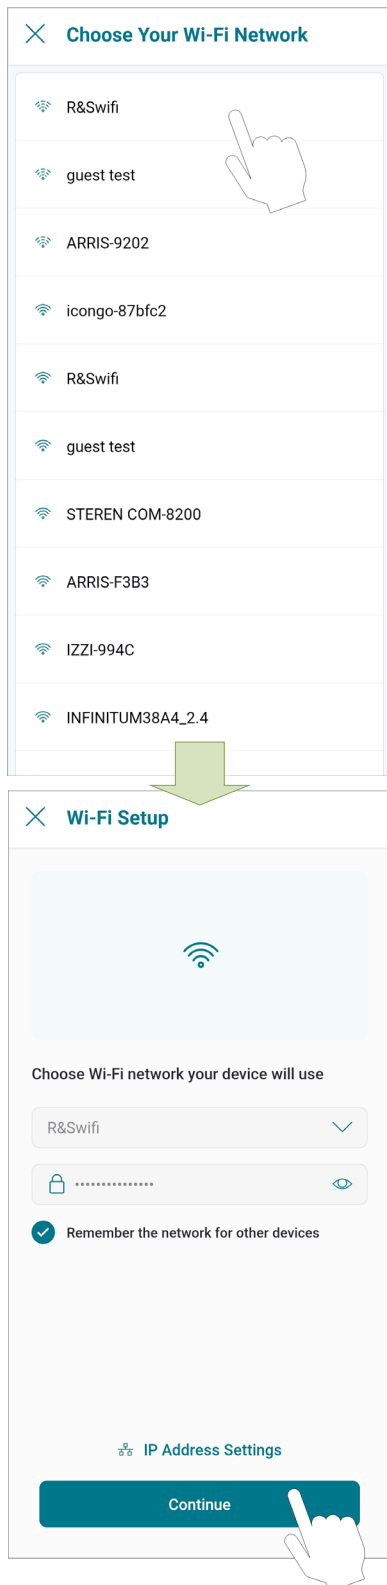 Choose Your Wi-Fi Network
R&Swifi
guest test
ARRIS-9202
icongo-87bfc2
R&Swifi
guest test
STEREN COM-8200
ARRIS-F3B3
IZZI-994C
INFINITUM38A4_2.4
Wi-Fi Setup
Choose Wi-Fi network your device will use
R&Swifi
•••••••••••••••
Remember the network for other devices
IP Address Settings
Continue